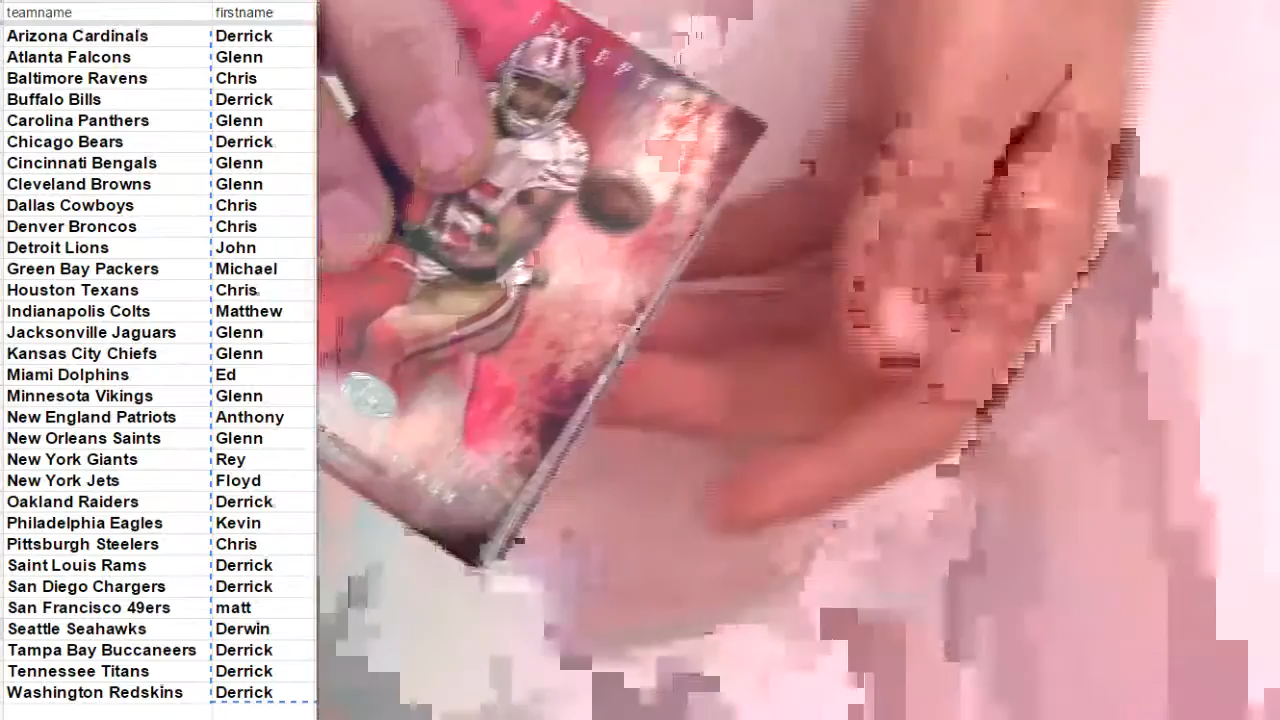 teamname firstname
Arizona Cardinals Derrick
Atlanta Falcons Glenn
Baltimore Ravens Chris
Buffalo Bills Derrick
Carolina Panthers Glenn
Chicago Bears Derrick
Cincinnati Bengals Glenn
Cleveland Browns Glenn
Dallas Cowboys Chris
Denver Broncos Chris
Detroit Lions John
Green Bay Packers Michael
Houston Texans Chris
Indianapolis Colts Matthew
Jacksonville Jaguars Glenn
Kansas City Chiefs Glenn
Miami Dolphins Ed
Minnesota Vikings Glenn
New England Patriots Anthony
New Orleans Saints Glenn
New York Giants Rey
New York Jets Floyd
Oakland Raiders Derrick
Philadelphia Eagles Kevin
Pittsburgh Steelers Chris
Saint Louis Rams Derrick
San Diego Chargers Derrick
San Francisco 49ers matt
Seattle Seahawks Derwin
Tampa Bay Buccaneers Derrick
Tennessee Titans Derrick
Washington Redskins Derrick